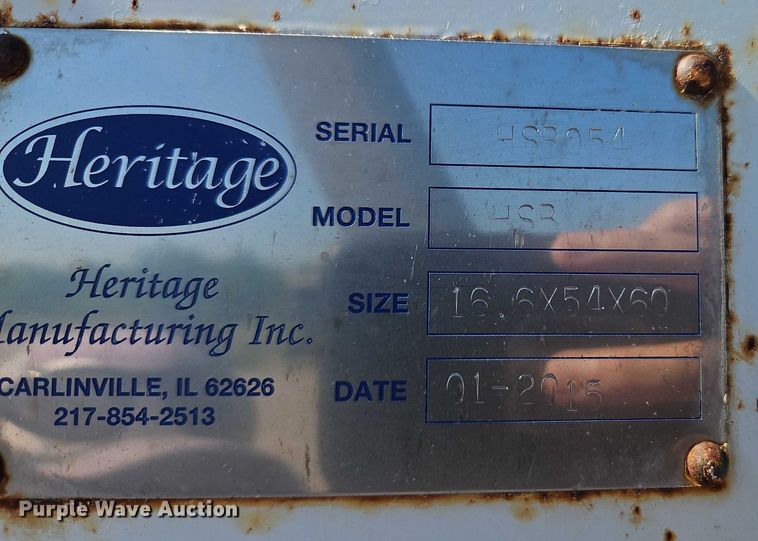 Heritage
Heritage
Manufacturing Inc.
CARLINVILLE, IL 62626
217-854-2513
SERIAL HSB054
MODEL HSB
SIZE 16.6X54X60
DATE 01-2015
Purple Wave Auction